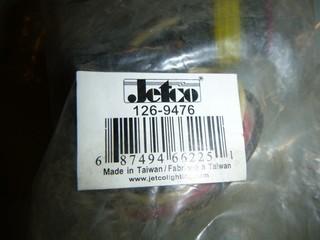 Jetco®
126-9476
6 87494 66225 1
Made in Taiwan/Fabriqué a Taiwan
www.jetcolighting.com